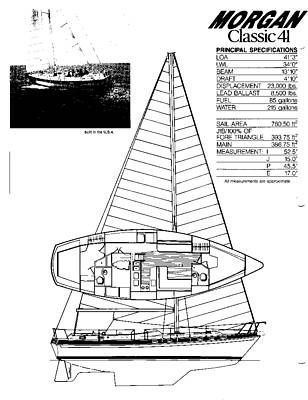 MORGAN
Classic 41
PRINCIPAL SPECIFICATIONS
LOA 41'3"
LWL 34'0"
BEAM 13'10"
DRAFT 4'10"
DISPLACEMENT 23,000 lbs.
LEAD BALLAST 8,500 lbs.
FUEL 85 gallons
WATER 215 gallons
SAIL AREA 780.50 ft²
JIB/100% OF
FORE TRIANGLE 393.75 ft²
MAIN 386.75 ft²
MEASUREMENT: I 52.5'
J 15.0'
P 45.5'
E 17.0'
All measurements are approximate
Built in the U.S.A.